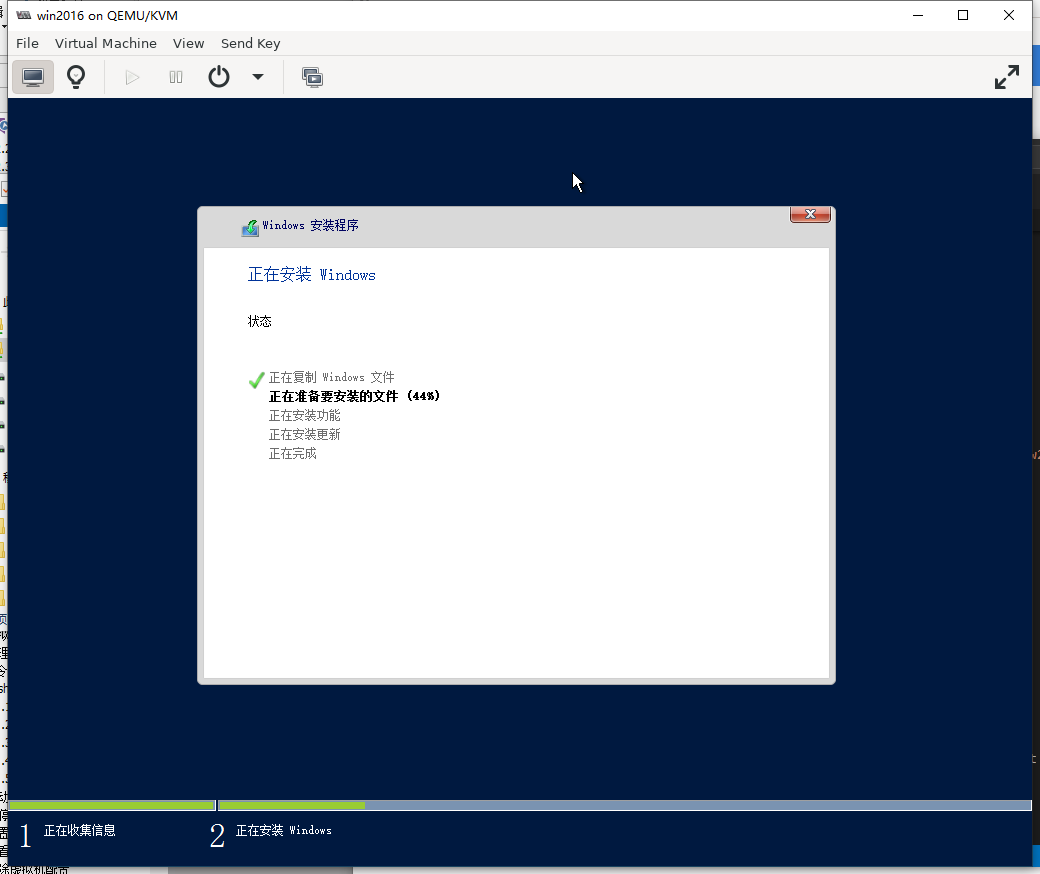 win2016 on QEMU/KVM
File Virtual Machine View Send Key
Windows 安装程序
正在安装 Windows
状态
正在复制 Windows 文件
正在准备要安装的文件 (44%)
正在安装功能
正在安装更新
正在完成
1 正在收集信息 2 正在安装 Windows